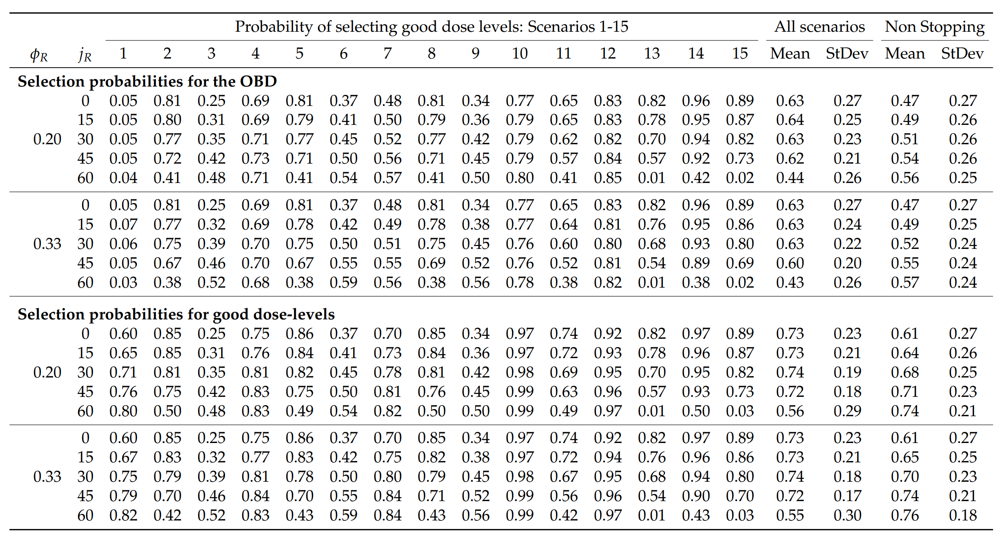 Probability of selecting good dose levels: Scenarios 1-15 All scenarios Non Stopping
ϕR jR 1 2 3 4 5 6 7 8 9 10 11 12 13 14 15 Mean StDev Mean StDev
Selection probabilities for the OBD
0 0.05 0.81 0.25 0.69 0.81 0.37 0.48 0.81 0.34 0.77 0.65 0.83 0.82 0.96 0.89 0.63 0.27 0.47 0.27
15 0.05 0.80 0.31 0.69 0.79 0.41 0.50 0.79 0.36 0.79 0.65 0.83 0.78 0.95 0.87 0.64 0.25 0.49 0.26
0.20 30 0.05 0.77 0.35 0.71 0.77 0.45 0.52 0.77 0.42 0.79 0.62 0.82 0.70 0.94 0.82 0.63 0.23 0.51 0.26
45 0.05 0.72 0.42 0.73 0.71 0.50 0.56 0.71 0.45 0.79 0.57 0.84 0.57 0.92 0.73 0.62 0.21 0.54 0.26
60 0.04 0.41 0.48 0.71 0.41 0.54 0.57 0.41 0.50 0.80 0.41 0.85 0.01 0.42 0.02 0.44 0.26 0.56 0.25
0 0.05 0.81 0.25 0.69 0.81 0.37 0.48 0.81 0.34 0.77 0.65 0.83 0.82 0.96 0.89 0.63 0.27 0.47 0.27
15 0.07 0.77 0.32 0.69 0.78 0.42 0.49 0.78 0.38 0.77 0.64 0.81 0.76 0.95 0.86 0.63 0.24 0.49 0.25
0.33 30 0.06 0.75 0.39 0.70 0.75 0.50 0.51 0.75 0.45 0.76 0.60 0.80 0.68 0.93 0.80 0.63 0.22 0.52 0.24
45 0.05 0.67 0.46 0.70 0.67 0.55 0.55 0.69 0.52 0.76 0.52 0.81 0.54 0.89 0.69 0.60 0.20 0.55 0.24
60 0.03 0.38 0.52 0.68 0.38 0.59 0.56 0.38 0.56 0.78 0.38 0.82 0.01 0.38 0.02 0.43 0.26 0.57 0.24
Selection probabilities for good dose-levels
0 0.60 0.85 0.25 0.75 0.86 0.37 0.70 0.85 0.34 0.97 0.74 0.92 0.82 0.97 0.89 0.73 0.23 0.61 0.27
15 0.65 0.85 0.31 0.76 0.84 0.41 0.73 0.84 0.36 0.97 0.72 0.93 0.78 0.96 0.87 0.73 0.21 0.64 0.26
0.20 30 0.71 0.81 0.35 0.81 0.82 0.45 0.78 0.81 0.42 0.98 0.69 0.95 0.70 0.95 0.82 0.74 0.19 0.68 0.25
45 0.76 0.75 0.42 0.83 0.75 0.50 0.81 0.76 0.45 0.99 0.63 0.96 0.57 0.93 0.73 0.72 0.18 0.71 0.23
60 0.80 0.50 0.48 0.83 0.49 0.54 0.82 0.50 0.50 0.99 0.49 0.97 0.01 0.50 0.03 0.56 0.29 0.74 0.21
0 0.60 0.85 0.25 0.75 0.86 0.37 0.70 0.85 0.34 0.97 0.74 0.92 0.82 0.97 0.89 0.73 0.23 0.61 0.27
15 0.67 0.83 0.32 0.77 0.83 0.42 0.75 0.82 0.38 0.97 0.72 0.94 0.76 0.96 0.86 0.73 0.21 0.65 0.25
0.33 30 0.75 0.79 0.39 0.81 0.78 0.50 0.80 0.79 0.45 0.98 0.67 0.95 0.68 0.94 0.80 0.74 0.18 0.70 0.23
45 0.79 0.70 0.46 0.84 0.70 0.55 0.84 0.71 0.52 0.99 0.56 0.96 0.54 0.90 0.70 0.72 0.17 0.74 0.21
60 0.82 0.42 0.52 0.83 0.43 0.59 0.84 0.43 0.56 0.99 0.42 0.97 0.01 0.43 0.03 0.55 0.30 0.76 0.18